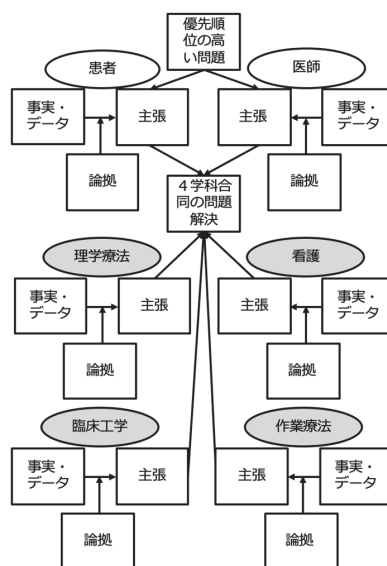 優先順
位の高
い問題
患者
医師
事実・
データ
主張
主張
事実・
データ
論拠
論拠
４学科合
同の問題
解決
理学療法
看護
事実・
データ
主張
主張
事実・
データ
論拠
論拠
臨床工学
作業療法
事実・
データ
主張
主張
事実・
データ
論拠
論拠